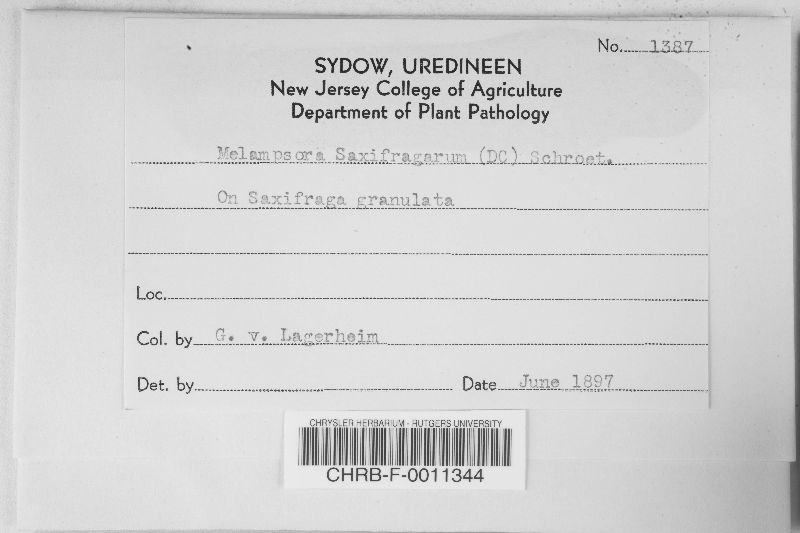 No. 1387
SYDOW, UREDINEEN
New Jersey College of Agriculture
Department of Plant Pathology
Melampsora Saxifragarum (DC) Schroet.
On Saxifraga granulata
Loc.
Col. by G. v. Lagerheim
Det. by Date June 1897
CHRYSLER HERBARIUM - RUTGERS UNIVERSITY
CHRB-F-0011344